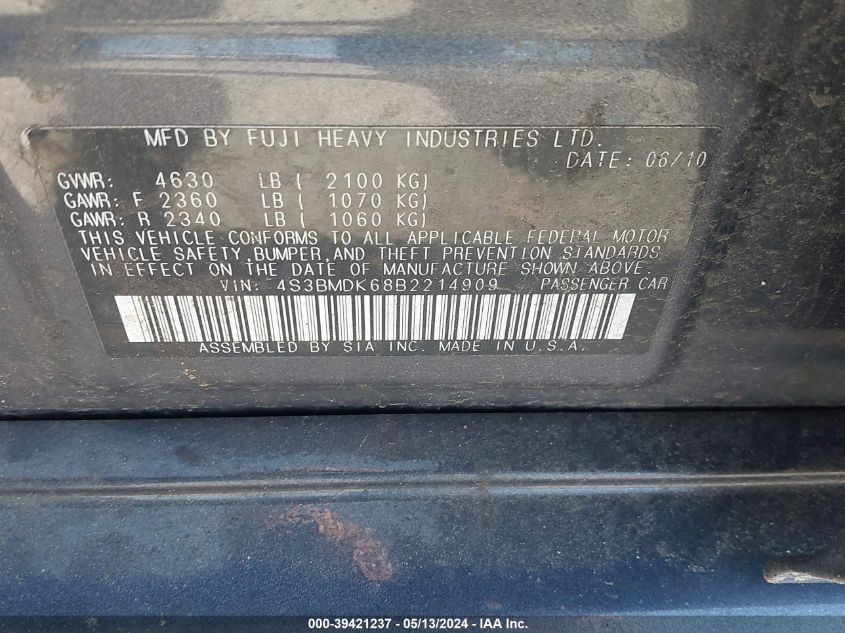 MFD BY FUJI HEAVY INDUSTRIES LTD.
DATE: 06/10
GVWR: 4630 LB ( 2100 KG)
GAWR: F 2360 LB ( 1070 KG)
GAWR: R 2340 LB ( 1060 KG)
THIS VEHICLE CONFORMS TO ALL APPLICABLE FEDERAL MOTOR
VEHICLE SAFETY, BUMPER, AND THEFT PREVENTION STANDARDS
IN EFFECT ON THE DATE OF MANUFACTURE SHOWN ABOVE.
VIN: 4S3BMDK68B2214909 PASSENGER CAR
ASSEMBLED BY SIA INC. MADE IN U.S.A.
000-39421237 - 05/13/2024 - IAA Inc.